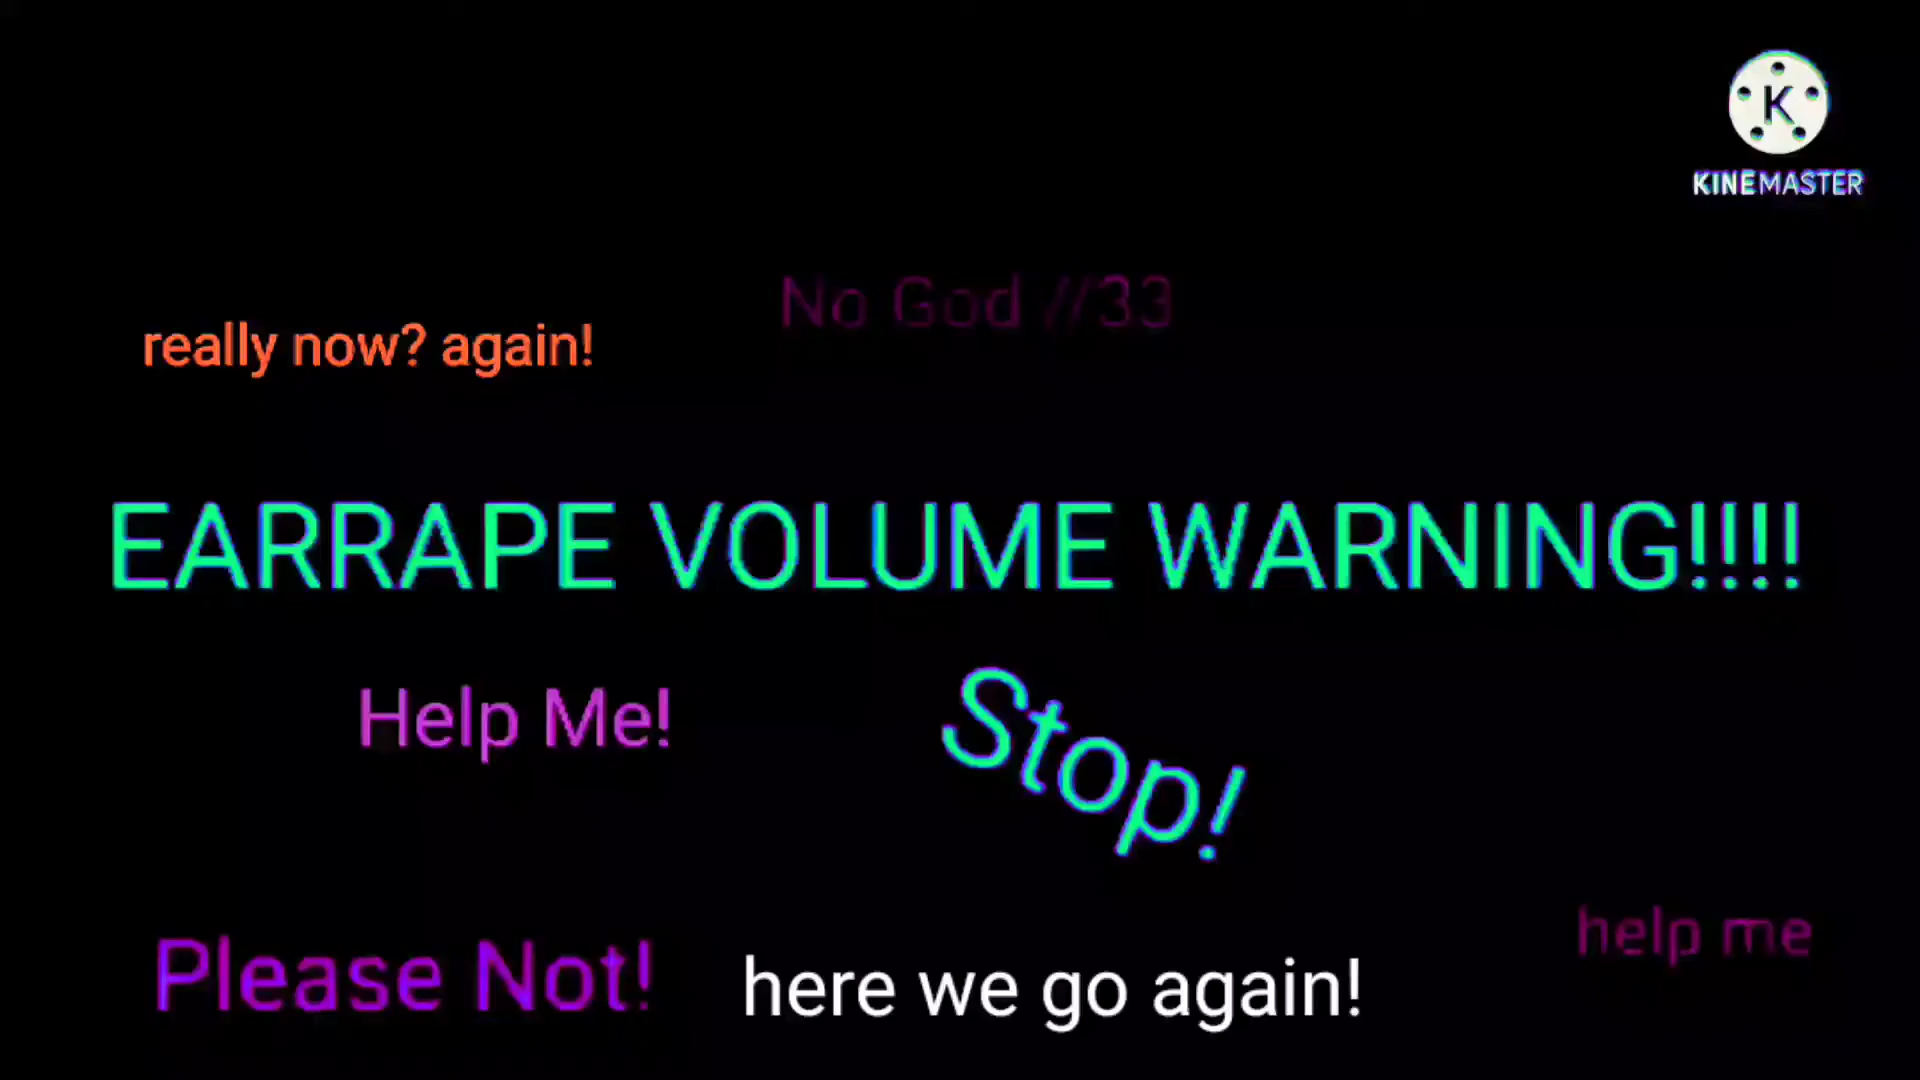 KINEMASTER
No God //33
really now? again!
EARRAPE VOLUME WARNING!!!!
Help Me!
Stop!
help me
Please Not!
here we go again!